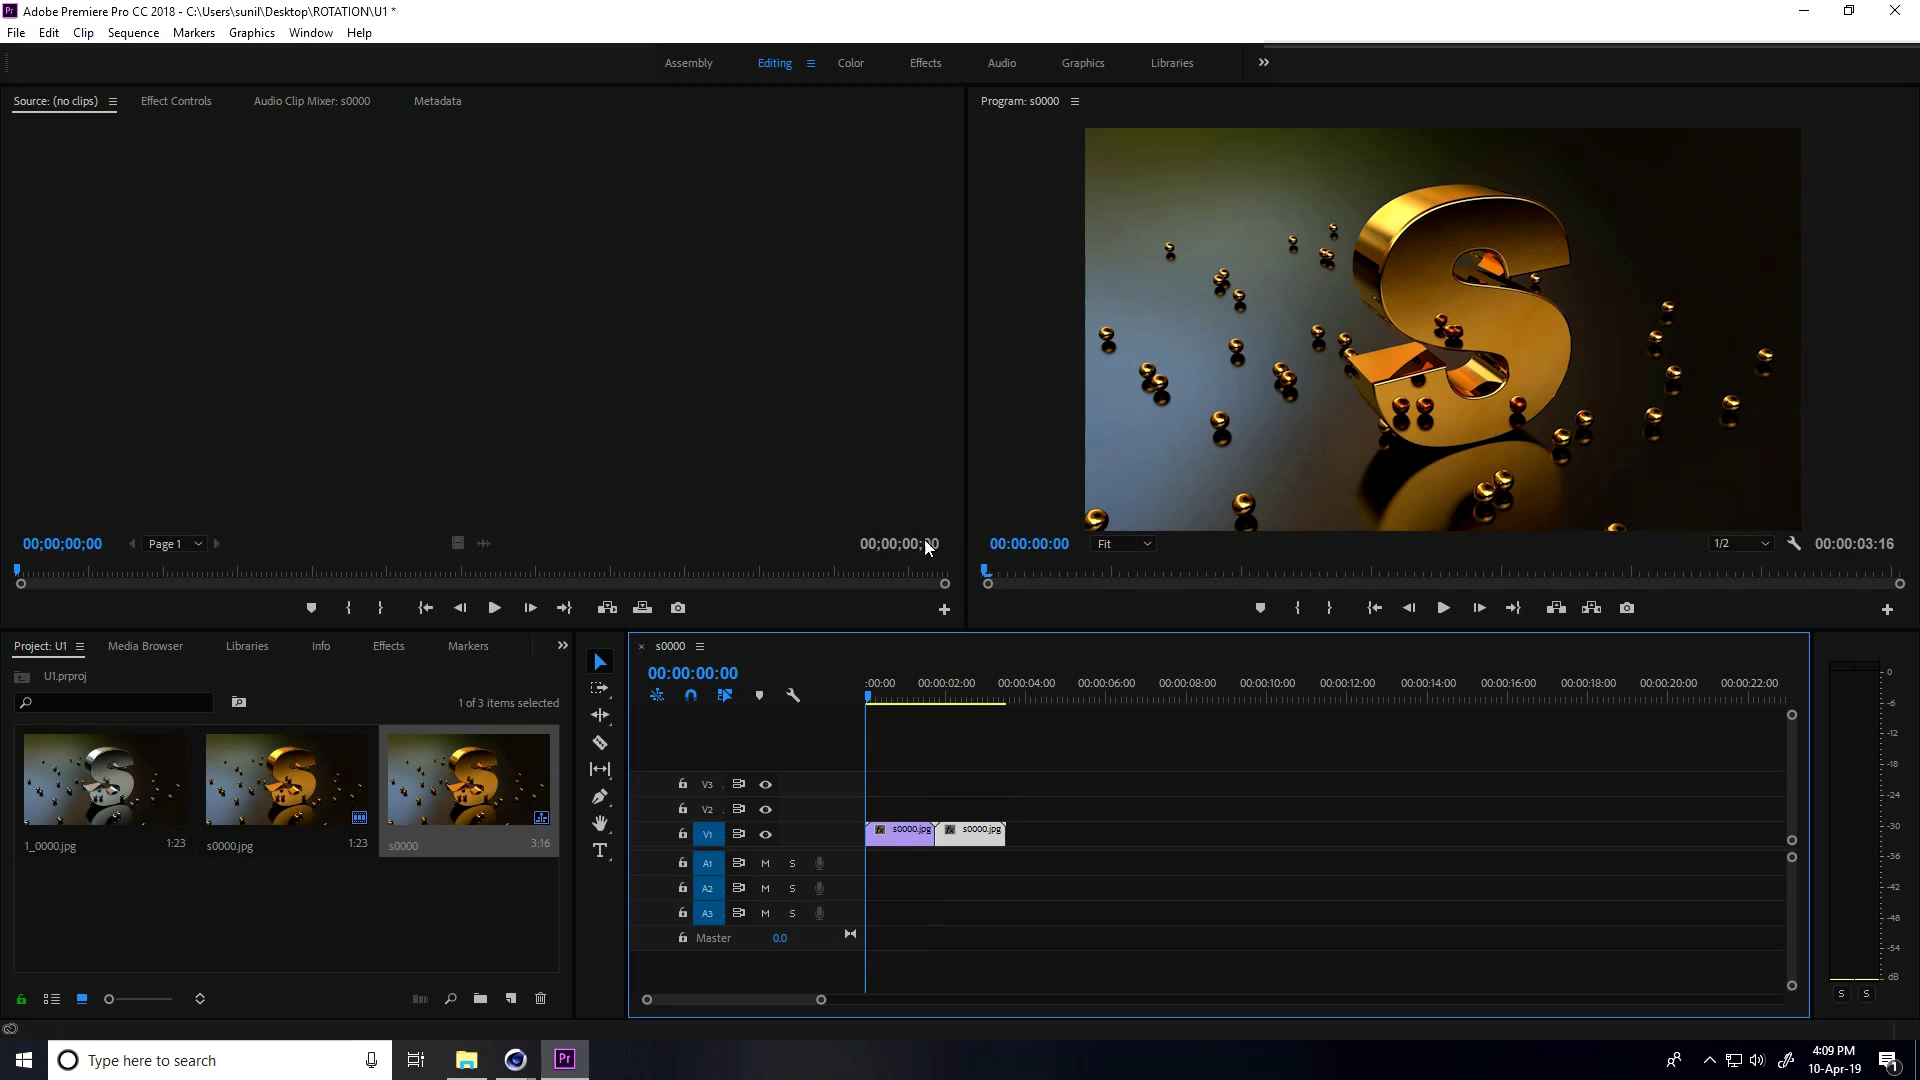 Adobe Premiere Pro CC 2018 - C:\Users\sunil\Desktop\ROTATION\U1 *
File Edit Clip Sequence Markers Graphics Window Help
Assembly Editing Color Effects Audio Graphics Libraries
Source: (no clips) Effect Controls Audio Clip Mixer: s0000 Metadata
Program: s0000
00;00;00;00 Page 1 00;00;00;00
00:00:00:00 Fit 1/2 00:00:03:16
Project: U1 Media Browser Libraries Info Effects Markers
U1.prproj
1 of 3 items selected
1_0000.jpg 1:23
s0000.jpg 1:23
s0000 3:16
s0000
00:00:00:00
:00:00 00:00:02:00 00:00:04:00 00:00:06:00 00:00:08:00 00:00:10:00 00:00:12:00 00:00:14:00 00:00:16:00 00:00:18:00 00:00:20:00 00:00:22:00
V3
V2
V1 s0000.jpg s0000.jpg
A1 M S
A2 M S
A3 M S
Master 0.0
0
-6
-12
-18
-24
-30
-36
-42
-48
-54
dB
S S
Type here to search
Pr
4:09 PM
10-Apr-19
1